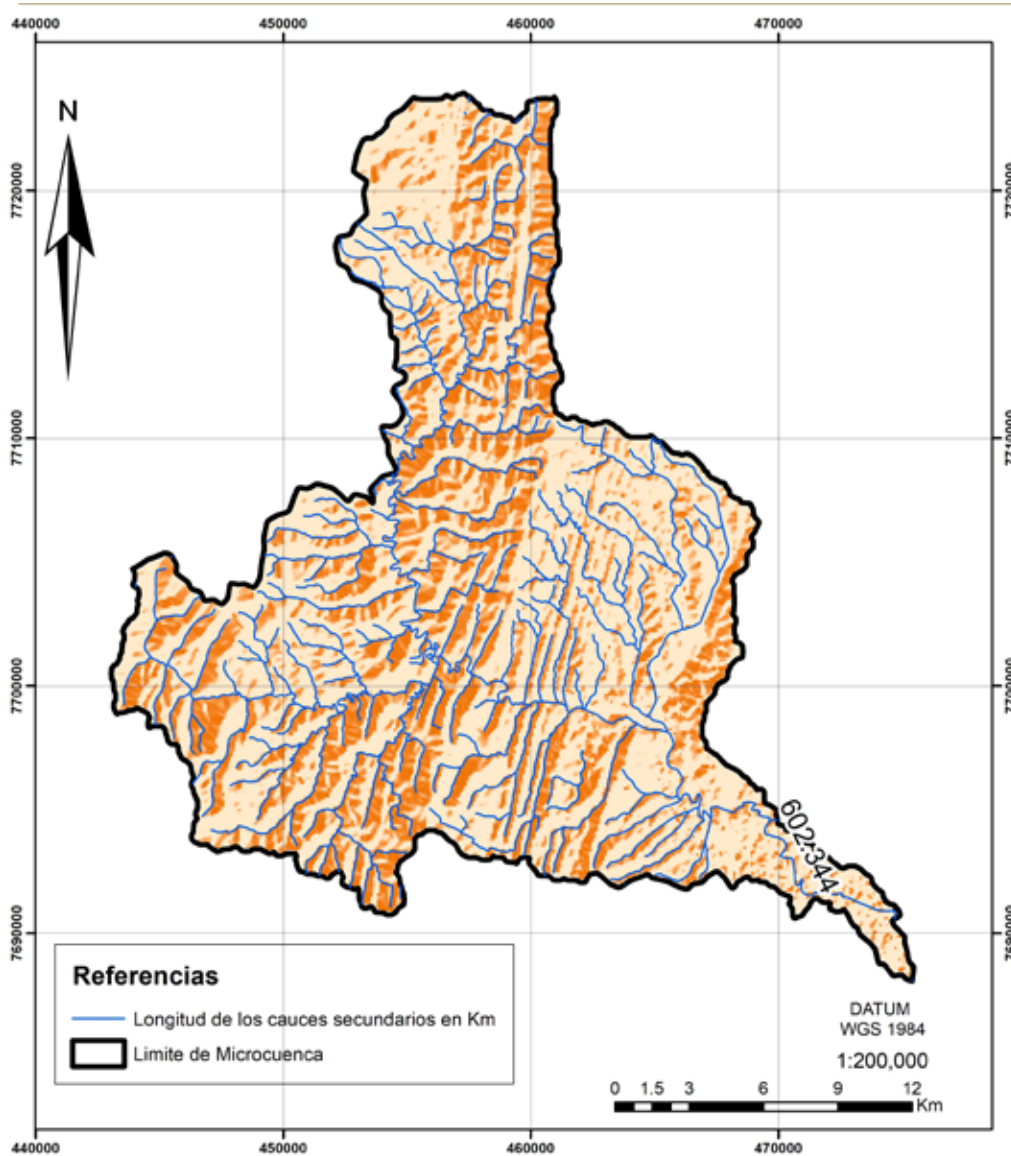 440000 450000 460000 470000
N
7720000 7720000
7710000 7710000
7700000 7700000
7690000 7690000
602.344
Referencias
Longitud de los cauces secundarios en Km
Limite de Microcuenca
DATUM
WGS 1984
1:200,000
0 1.5 3 6 9 12
Km
440000 450000 460000 470000